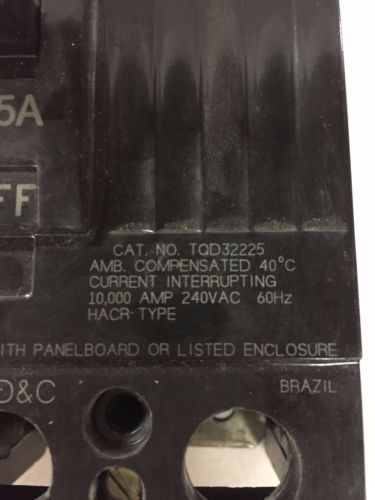 5A
FF
CAT. NO. TQD32225
AMB. COMPENSATED 40°C
CURRENT INTERRUPTING
10,000 AMP 240VAC 60Hz
HACR-TYPE
ITH PANELBOARD OR LISTED ENCLOSURE
D&C
BRAZIL